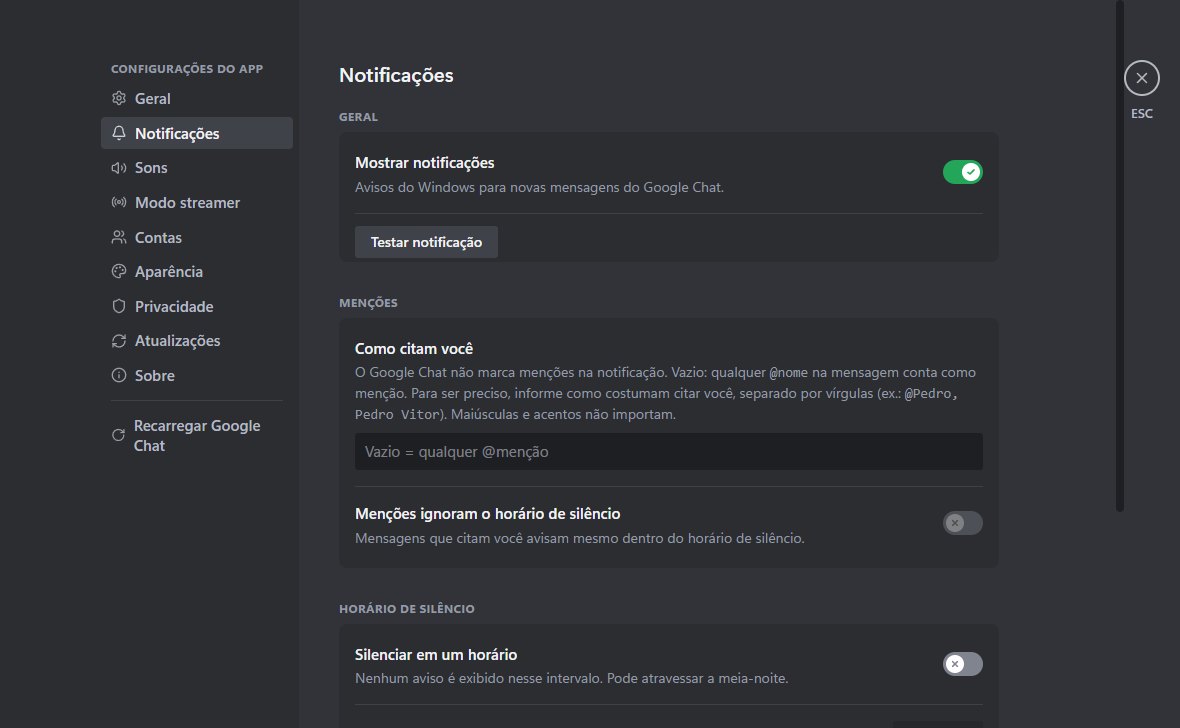 CONFIGURAÇÕES DO APP
Geral
Notificações
Sons
Modo streamer
Contas
Aparência
Privacidade
Atualizações
Sobre
Recarregar Google
Chat
Notificações
GERAL
Mostrar notificações
Avisos do Windows para novas mensagens do Google Chat.
Testar notificação
MENÇÕES
Como citam você
O Google Chat não marca menções na notificação. Vazio: qualquer @nome na mensagem conta como
menção. Para ser preciso, informe como costumam citar você, separado por vírgulas (ex.: @Pedro,
Pedro Vitor). Maiúsculas e acentos não importam.
Vazio = qualquer @menção
Menções ignoram o horário de silêncio
Mensagens que citam você avisam mesmo dentro do horário de silêncio.
HORÁRIO DE SILÊNCIO
Silenciar em um horário
Nenhum aviso é exibido nesse intervalo. Pode atravessar a meia-noite.
ESC